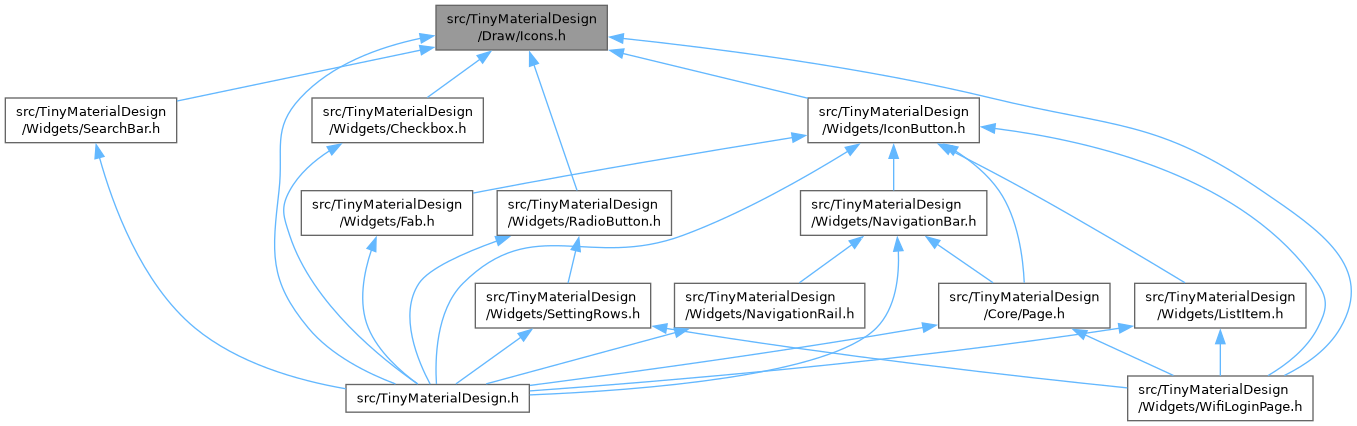 src/TinyMaterialDesign
/Draw/Icons.h
src/TinyMaterialDesign
/Widgets/SearchBar.h
src/TinyMaterialDesign
/Widgets/Checkbox.h
src/TinyMaterialDesign
/Widgets/IconButton.h
src/TinyMaterialDesign
/Widgets/Fab.h
src/TinyMaterialDesign
/Widgets/RadioButton.h
src/TinyMaterialDesign
/Widgets/NavigationBar.h
src/TinyMaterialDesign
/Widgets/SettingRows.h
src/TinyMaterialDesign
/Widgets/NavigationRail.h
src/TinyMaterialDesign
/Core/Page.h
src/TinyMaterialDesign
/Widgets/ListItem.h
src/TinyMaterialDesign.h
src/TinyMaterialDesign
/Widgets/WifiLoginPage.h